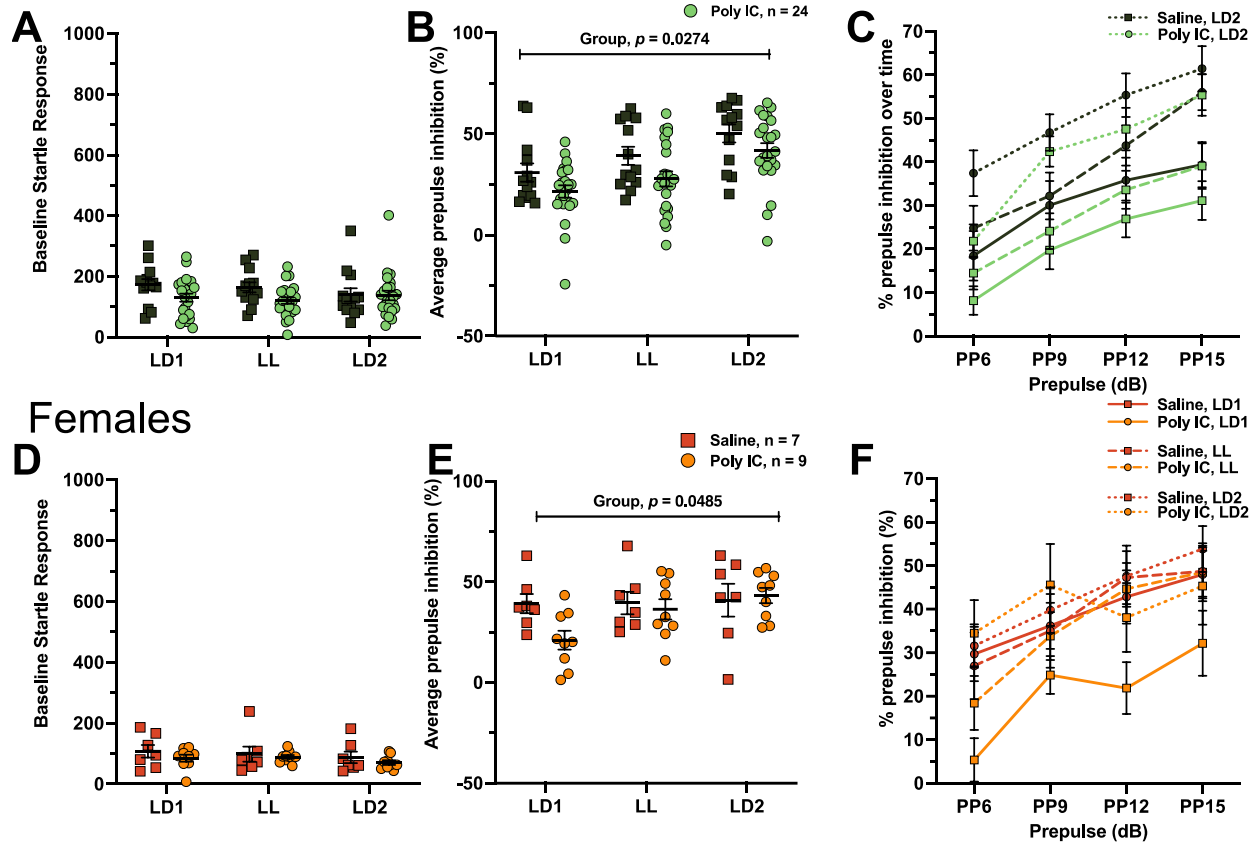 A
Baseline Startle Response
1000
800
600
400
200
0
LD1 LL LD2
B
Poly IC, n = 24
Group, p = 0.0274
Average prepulse inhibition (%)
100
50
0
-50
LD1 LL LD2
C
Saline, LD2
Poly IC, LD2
% prepulse inhibition over time
70
60
50
40
30
20
10
0
PP6 PP9 PP12 PP15
Prepulse (dB)
Females
D
Baseline Startle Response
1000
800
600
400
200
0
LD1 LL LD2
E
Saline, n = 7
Poly IC, n = 9
Group, p = 0.0485
Average prepulse inhibition (%)
100
50
0
-50
LD1 LL LD2
F
Saline, LD1
Poly IC, LD1
Saline, LL
Poly IC, LL
Saline, LD2
Poly IC, LD2
% prepulse inhibition (%)
70
60
50
40
30
20
10
0
PP6 PP9 PP12 PP15
Prepulse (dB)